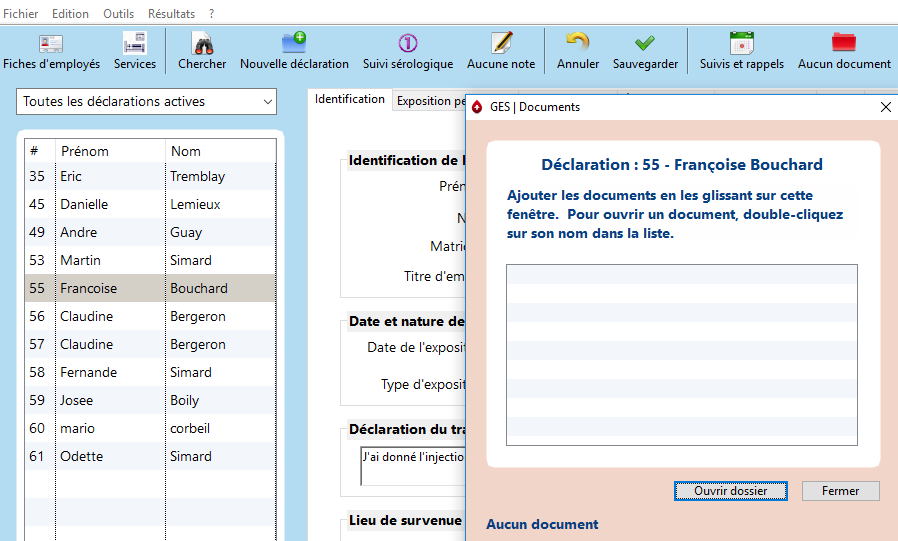 Fichier Edition Outils Résultats ?
Fiches d'employés Services Chercher Nouvelle déclaration Suivi sérologique Aucune note Annuler Sauvegarder Suivis et rappels Aucun document
Toutes les déclarations actives
# Prénom Nom
35 Eric Tremblay
45 Danielle Lemieux
49 Andre Guay
53 Martin Simard
55 Francoise Bouchard
56 Claudine Bergeron
57 Claudine Bergeron
58 Fernande Simard
59 Josee Boily
60 mario corbeil
61 Odette Simard
Identification Exposition pe
Identification de l
Prén
N
Matric
Titre d'em
Date et nature de
Date de l'exposit
Type d'exposit
Déclaration du tra
J'ai donné l'injectio
Lieu de survenue
GES | Documents
Déclaration : 55 - Françoise Bouchard
Ajouter les documents en les glissant sur cette
fenêtre. Pour ouvrir un document, double-cliquez
sur son nom dans la liste.
Ouvrir dossier Fermer
Aucun document